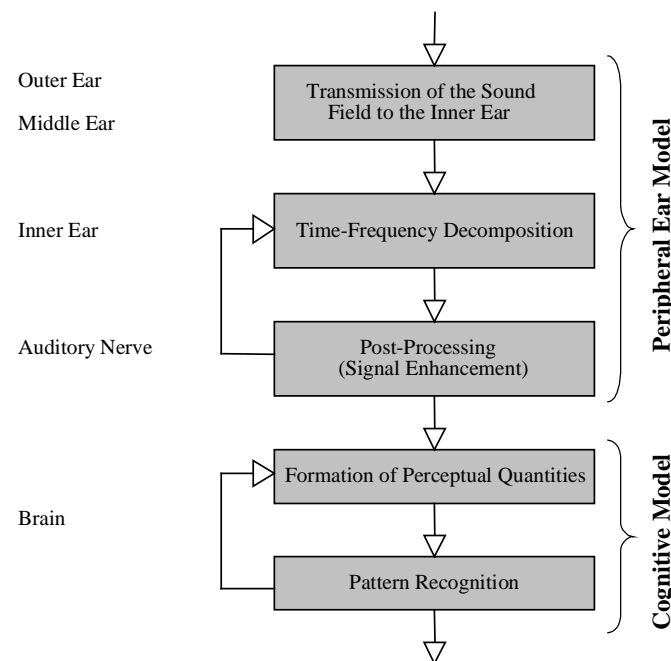 Outer Ear
Middle Ear
Transmission of the Sound
Field to the Inner Ear
Inner Ear
Time-Frequency Decomposition
Auditory Nerve
Post-Processing
(Signal Enhancement)
Peripheral Ear Model
Formation of Perceptual Quantities
Brain
Pattern Recognition
Cognitive Model